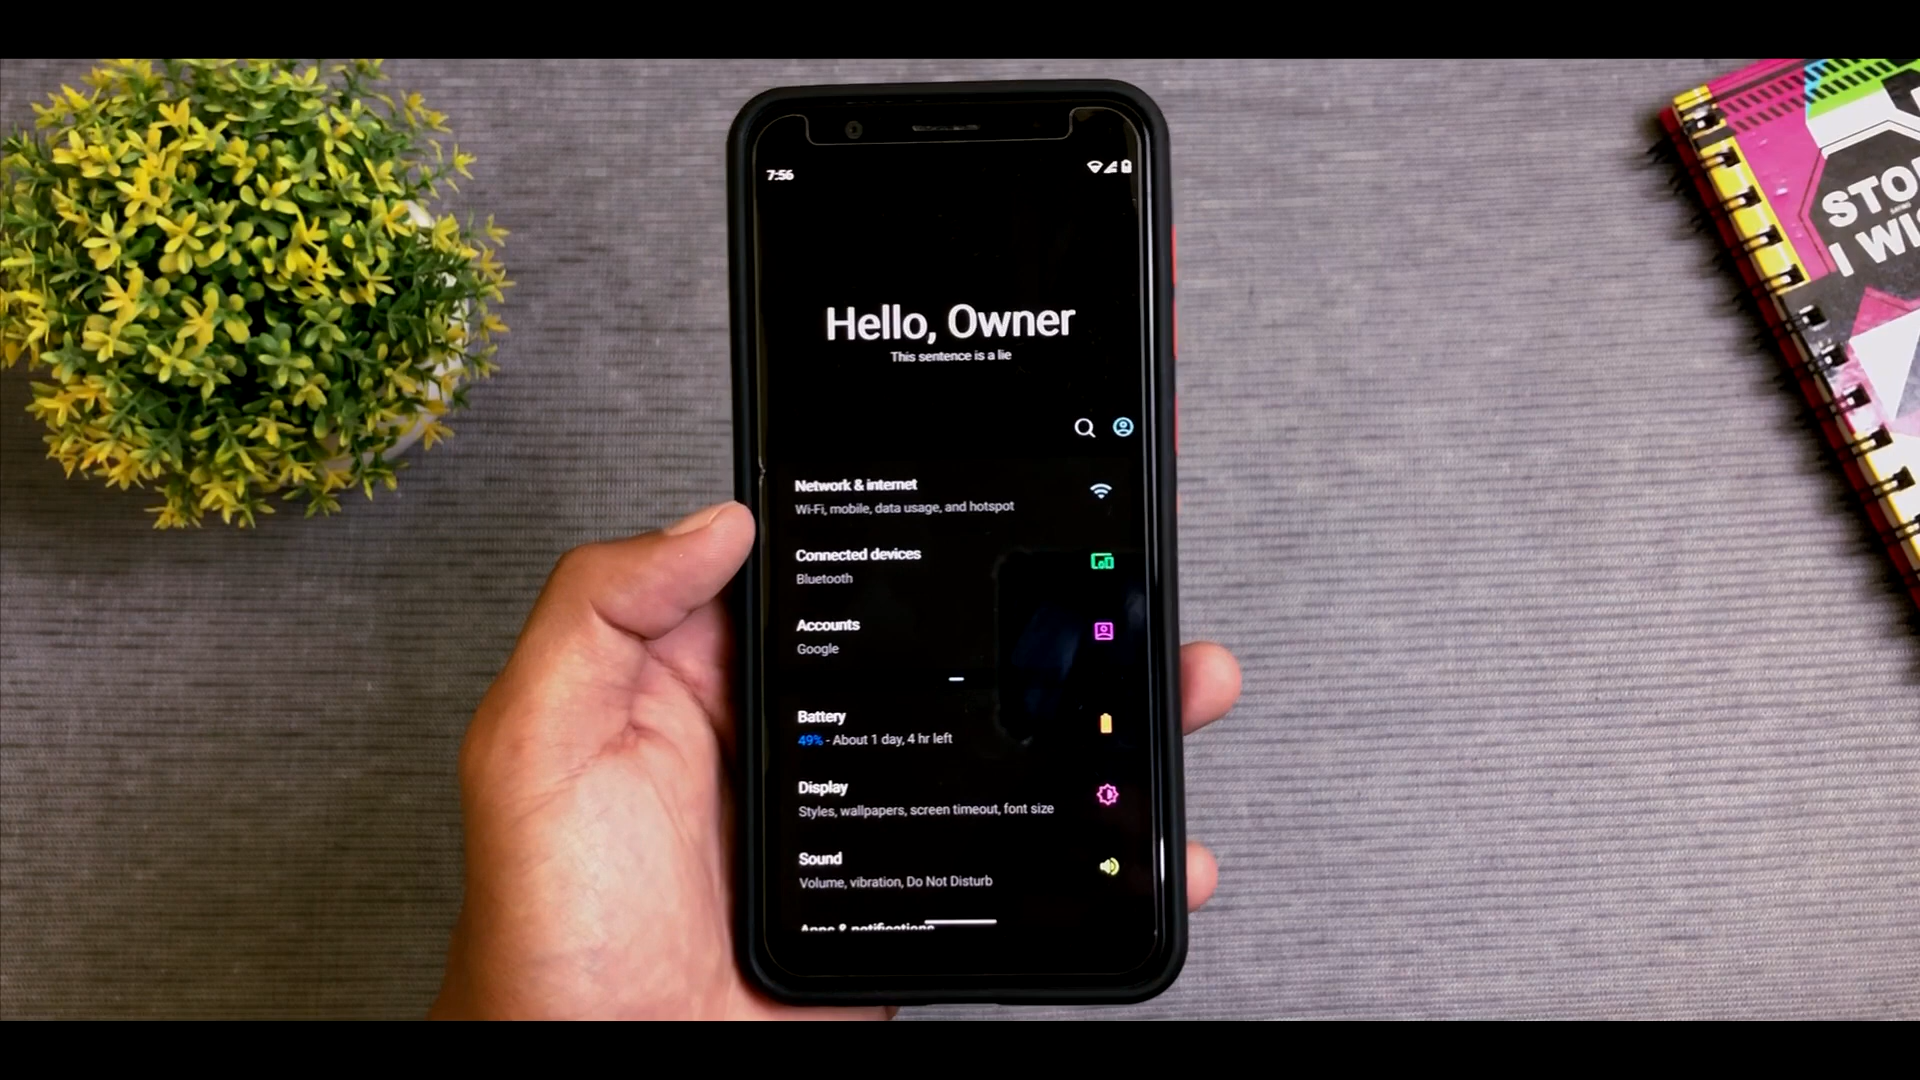 7:56
Hello, Owner
This sentence is a lie
Network & internet
Wi-Fi, mobile, data usage, and hotspot
Connected devices
Bluetooth
Accounts
Google
Battery
49% - About 1 day, 4 hr left
Display
Styles, wallpapers, screen timeout, font size
Sound
Volume, vibration, Do Not Disturb
Apps & notifications
STO
I WI